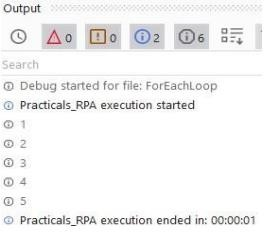 Output
0 0 2 6
Search
Debug started for file: ForEachLoop
Practicals_RPA execution started
1
2
3
4
5
Practicals_RPA execution ended in: 00:00:01